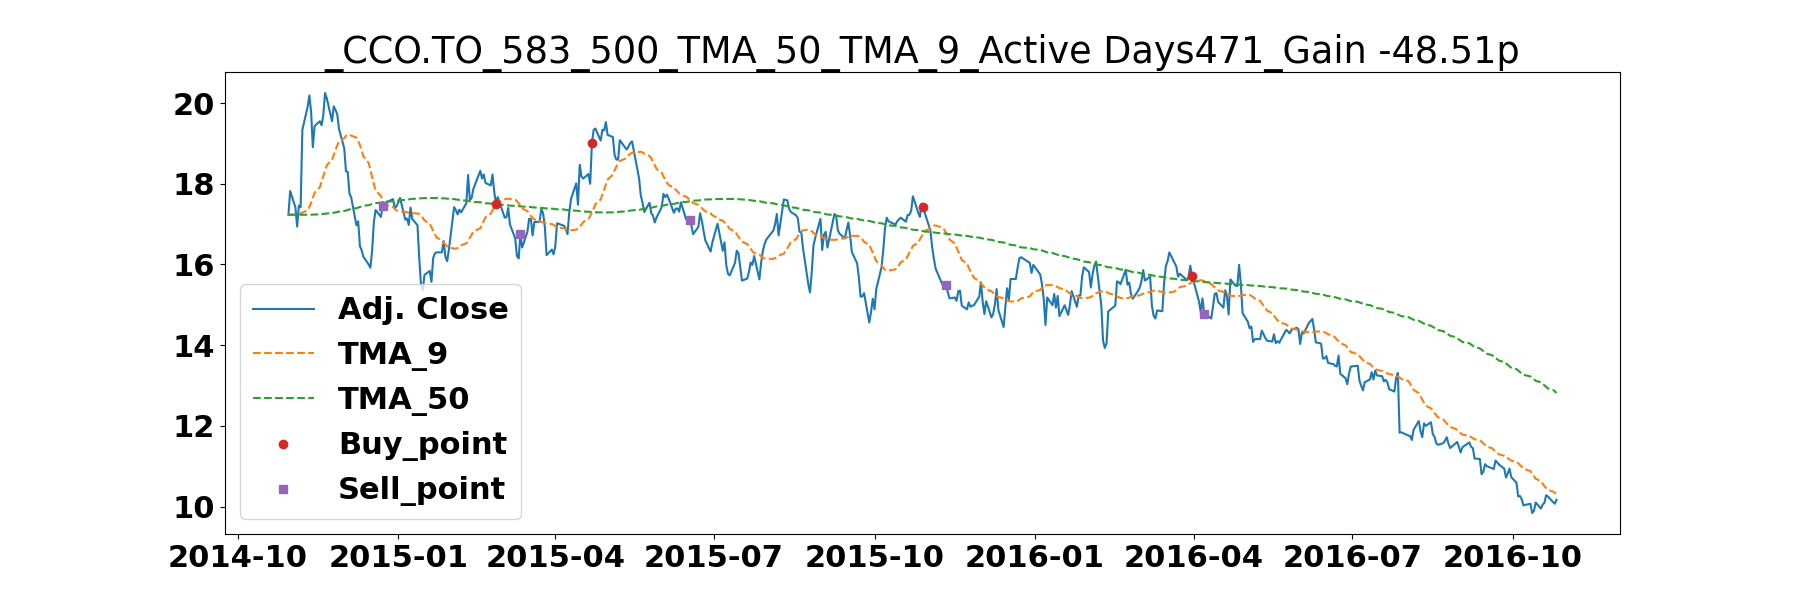 _CCO.TO_583_500_TMA_50_TMA_9_Active Days471_Gain -48.51p
20
18
16
14
12
10
Adj. Close
TMA_9
TMA_50
Buy_point
Sell_point
2014-10 2015-01 2015-04 2015-07 2015-10 2016-01 2016-04 2016-07 2016-10